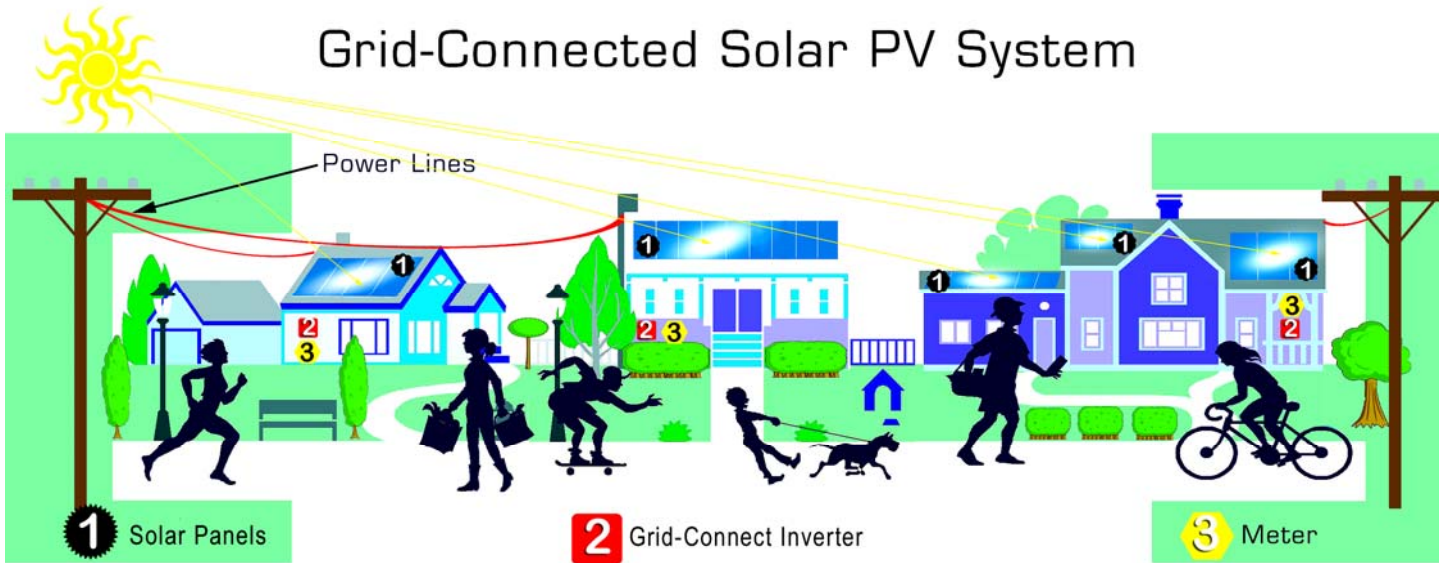 Grid-Connected Solar PV System
Power Lines
1
1
1
1
1
2
3
2
3
3
2
1 Solar Panels
2 Grid-Connect Inverter
3 Meter